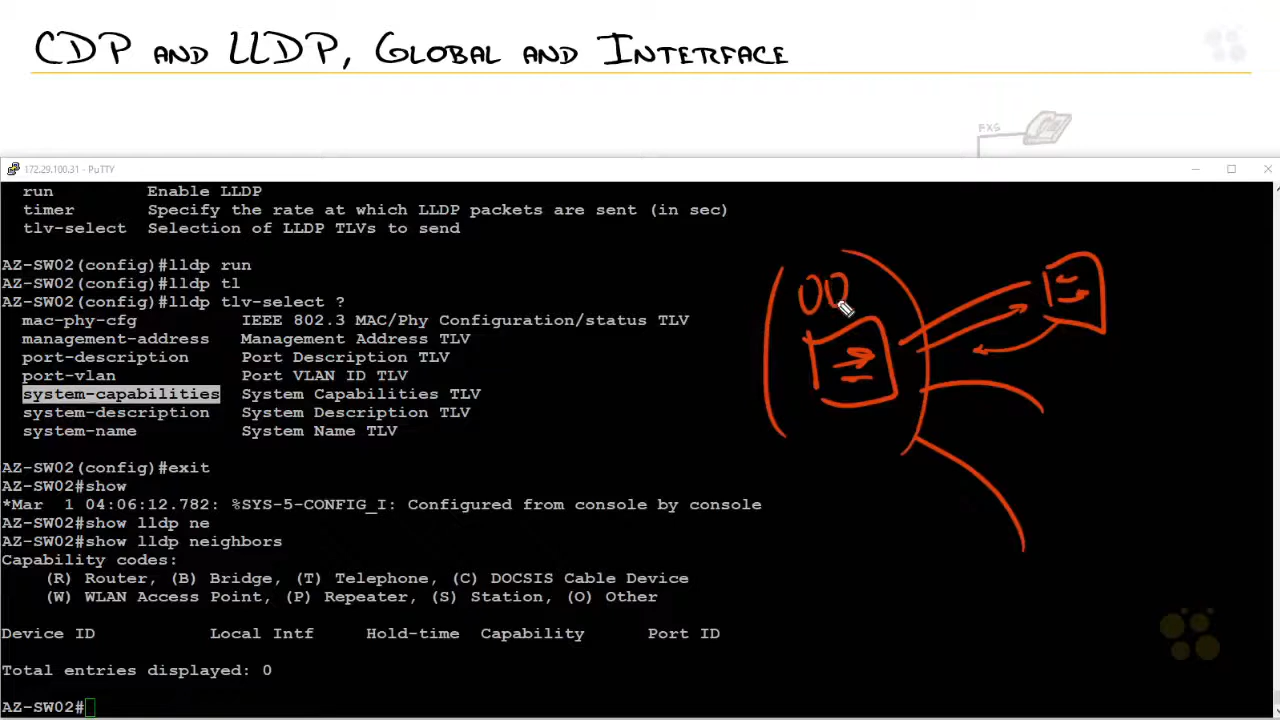 CDP AND LLDP, GLOBAL AND INTERFACE
FXS
172.29.100.31 - PuTTY
run Enable LLDP
timer Specify the rate at which LLDP packets are sent (in sec)
tlv-select Selection of LLDP TLVs to send
AZ-SW02(config)#lldp run
AZ-SW02(config)#lldp tl
AZ-SW02(config)#lldp tlv-select ?
mac-phy-cfg IEEE 802.3 MAC/Phy Configuration/status TLV
management-address Management Address TLV
port-description Port Description TLV
port-vlan Port VLAN ID TLV
system-capabilities System Capabilities TLV
system-description System Description TLV
system-name System Name TLV
AZ-SW02(config)#exit
AZ-SW02#show
*Mar  1 04:06:12.782: %SYS-5-CONFIG_I: Configured from console by console
AZ-SW02#show lldp ne
AZ-SW02#show lldp neighbors
Capability codes:
(R) Router, (B) Bridge, (T) Telephone, (C) DOCSIS Cable Device
(W) WLAN Access Point, (P) Repeater, (S) Station, (O) Other
Device ID Local Intf Hold-time Capability Port ID
Total entries displayed: 0
AZ-SW02#